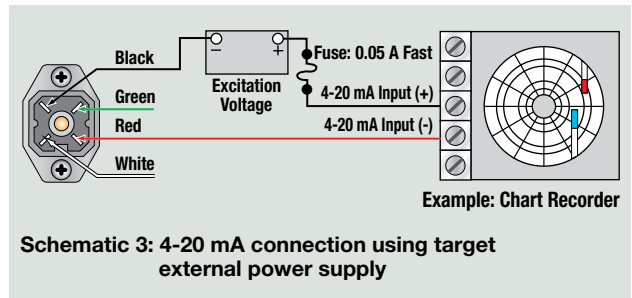 Black
Green
Red
White
−
+
Excitation
Voltage
Fuse: 0.05 A Fast
4-20 mA Input (+)
4-20 mA Input (-)
Example: Chart Recorder
Schematic 3: 4-20 mA connection using target
external power supply